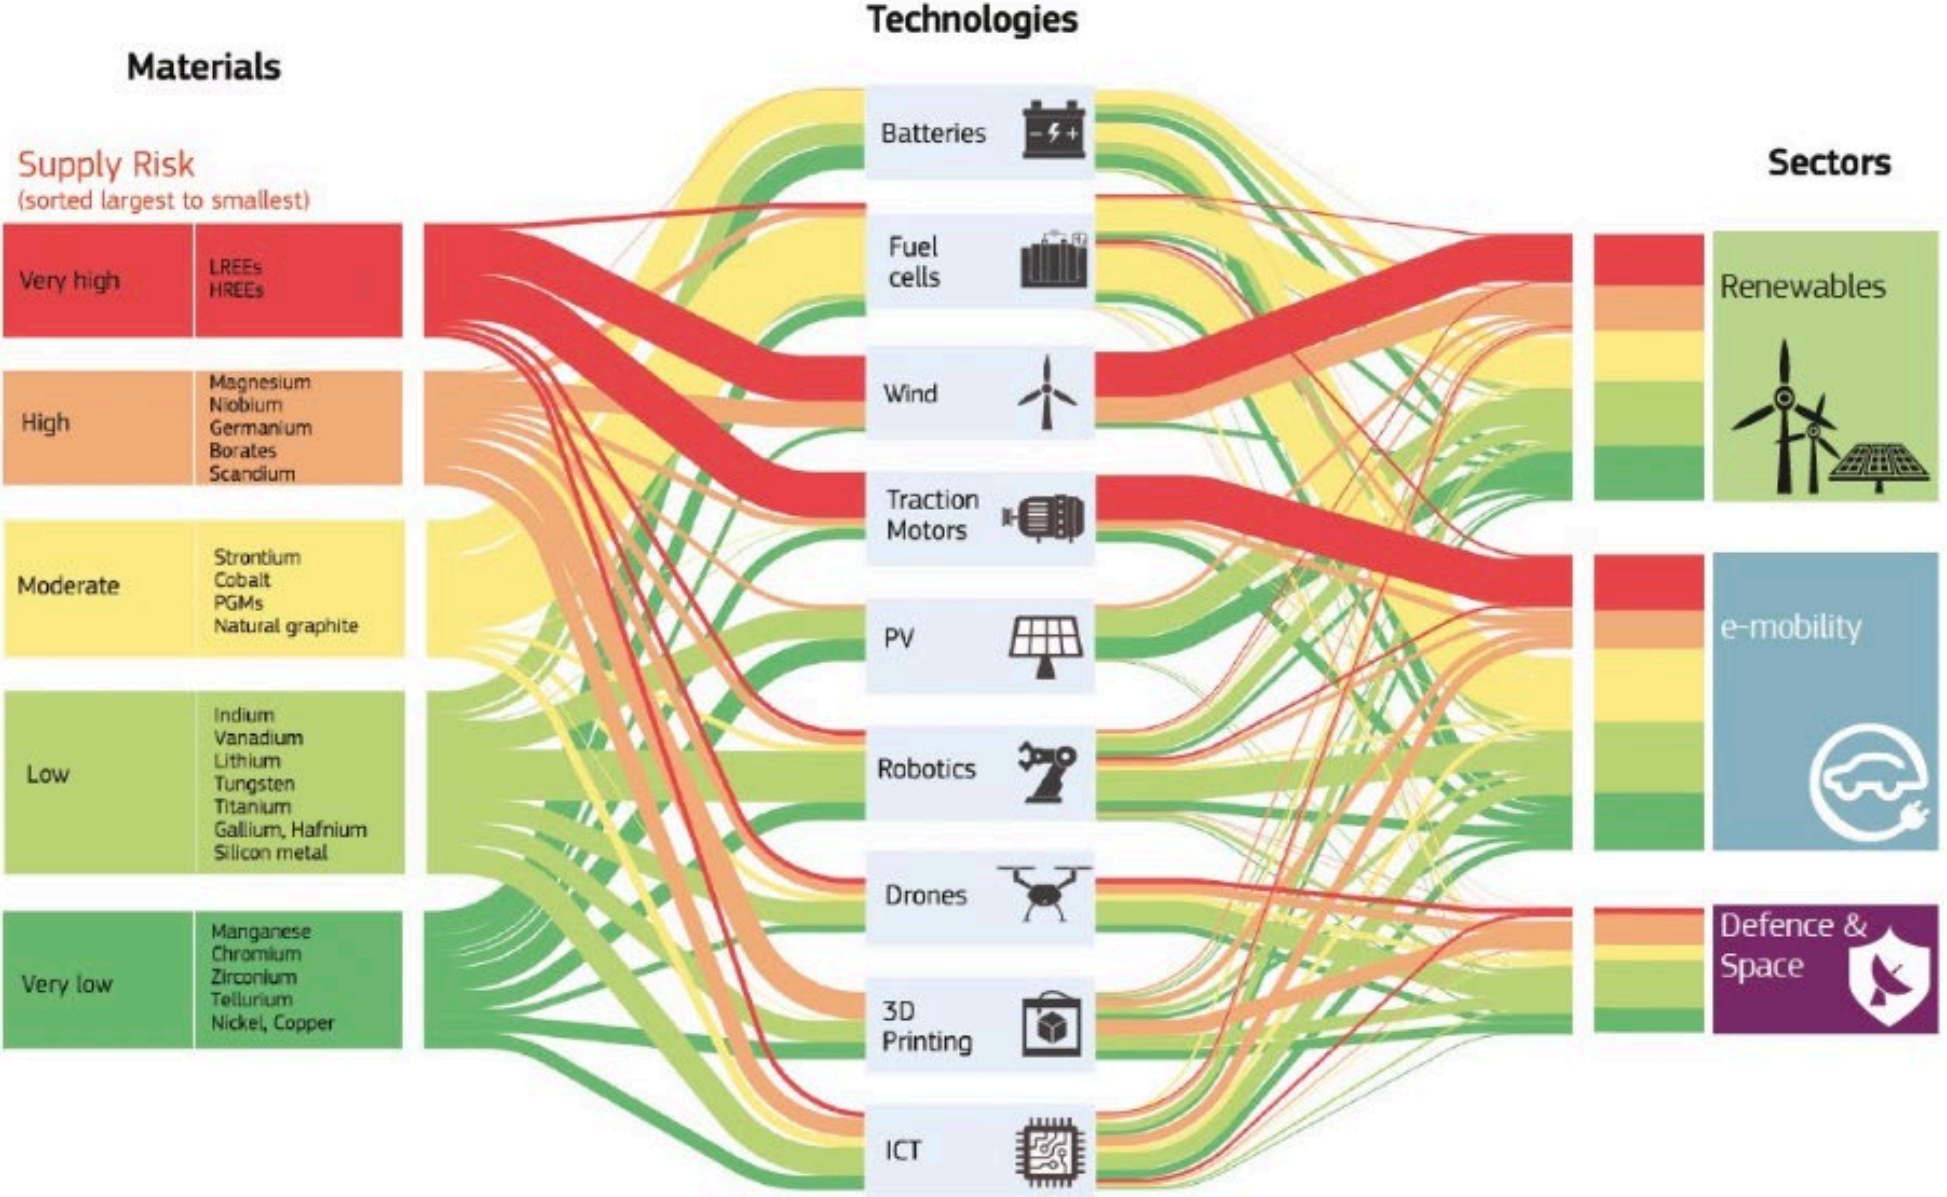 Technologies
Materials
Sectors
Supply Risk
(sorted largest to smallest)
Very high
LREEs
HREEs
High
Magnesium
Niobium
Germanium
Borates
Scandium
Moderate
Strontium
Cobalt
PGMs
Natural graphite
Low
Indium
Vanadium
Lithium
Tungsten
Titanium
Gallium, Hafnium
Silicon metal
Very low
Manganese
Chromium
Zirconium
Tellurium
Nickel, Copper
Batteries
Fuel
cells
Wind
Traction
Motors
PV
Robotics
Drones
3D
Printing
ICT
Renewables
e-mobility
Defence &
Space